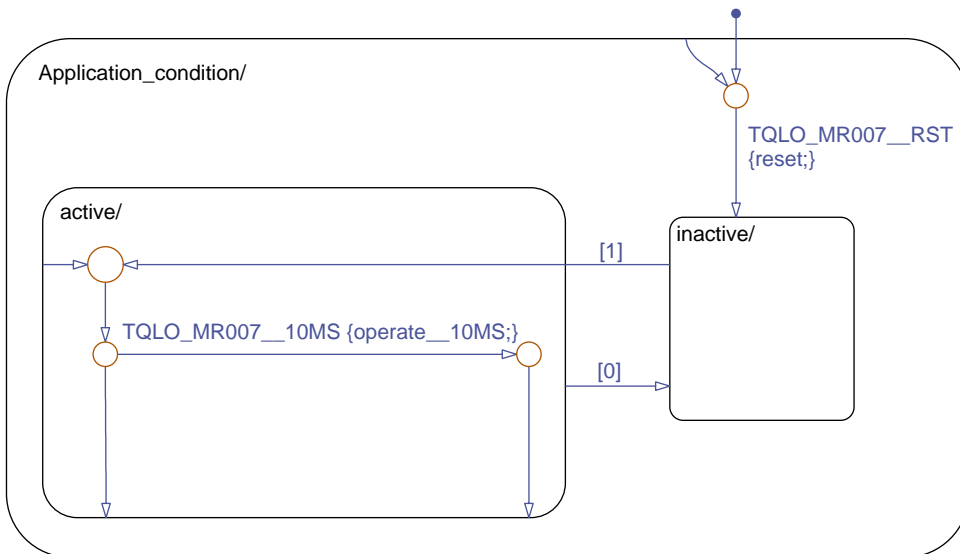 Application_condition/
TQLO_MR007__RST
{reset;}
active/
inactive/
[1]
TQLO_MR007__10MS {operate__10MS;}
[0]